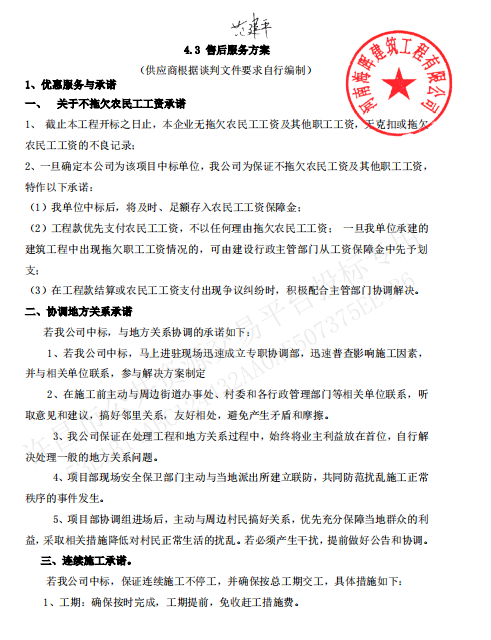 4.3 售后服务方案
（供应商根据谈判文件要求自行编制）
河南海辉建筑工程有限公司
1、优惠服务与承诺
一、 关于不拖欠农民工工资承诺
1、 截止本工程开标之日止，本企业无拖欠农民工工资及其他职工工资，无克扣或拖欠
农民工工资的不良记录；
2、一旦确定本公司为该项目中标单位，我公司为保证不拖欠农民工工资及其他职工工资，
特作以下承诺：
（1）我单位中标后，将及时、足额存入农民工工资保障金；
（2）工程款优先支付农民工工资，不以任何理由拖欠农民工工资； 一旦我单位承建的
建筑工程中出现拖欠职工工资情况的，可由建设行政主管部门从工资保障金中先予划
支；
（3）在工程款结算或农民工工资支付出现争议纠纷时，积极配合主管部门协调解决。
二、协调地方关系承诺
若我公司中标，与地方关系协调的承诺如下：
1、若我公司中标，马上进驻现场迅速成立专职协调部，迅速普查影响施工因素，
并与相关单位联系，参与解决方案制定
2、在施工前主动与周边街道办事处、村委和各行政管理部门等相关单位联系，听
取意见和建议，搞好邻里关系，友好相处，避免产生矛盾和摩擦。
3、我公司保证在处理工程和地方关系过程中，始终将业主利益放在首位，自行解
决处理一般的地方关系问题。
4、项目部现场安全保卫部门主动与当地派出所建立联防，共同防范扰乱施工正常
秩序的事件发生。
5、项目部协调组进场后，主动与周边村民搞好关系，优先充分保障当地群众的利
益，采取相关措施降低对村民正常生活的扰乱。若必须产生干扰，提前做好公告和协调。
三、连续施工承诺。
若我公司中标，保证连续施工不停工，并确保按总工期交工，具体措施如下：
1、工期：确保按时完成，工期提前，免收赶工措施费。